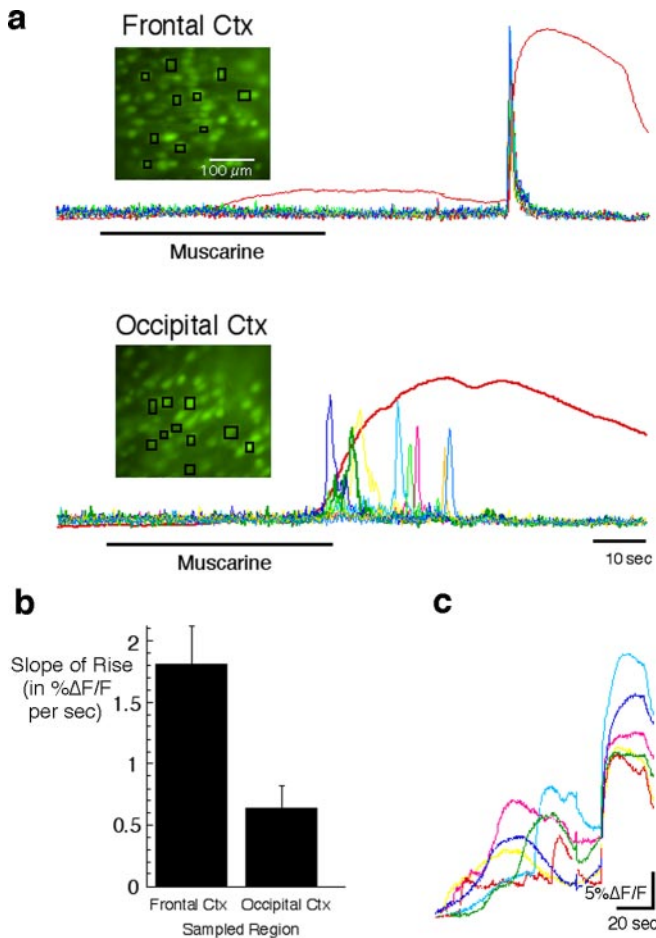 a
Frontal Ctx
100 µm
Muscarine
Occipital Ctx
Muscarine
10 sec
b
Slope of Rise
(in %ΔF/F
per sec)
2
1.5
1
0.5
0
Frontal Ctx Occipital Ctx
Sampled Region
c
5%ΔF/F
20 sec